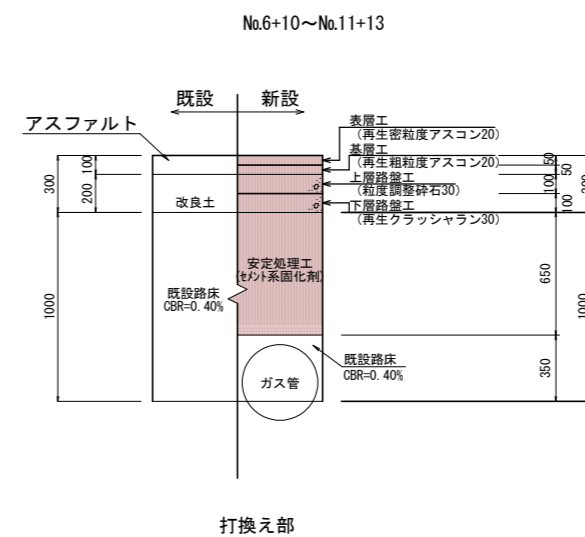 №6+10～№11+13
既設 新設
アスファルト
表層工
（再生密粒度アスコン20）
基層工
（再生粗粒度アスコン20）
上層路盤工
（粒度調整砕石30）
下層路盤工
（再生クラッシャラン30）
300
100
200
改良土
50
50
100
100
300
安定処理工
(ｾﾒﾝﾄ系固化剤)
650
既設路床
CBR=0.40%
1000
1000
既設路床
CBR=0.40%
350
ガス管
打換え部